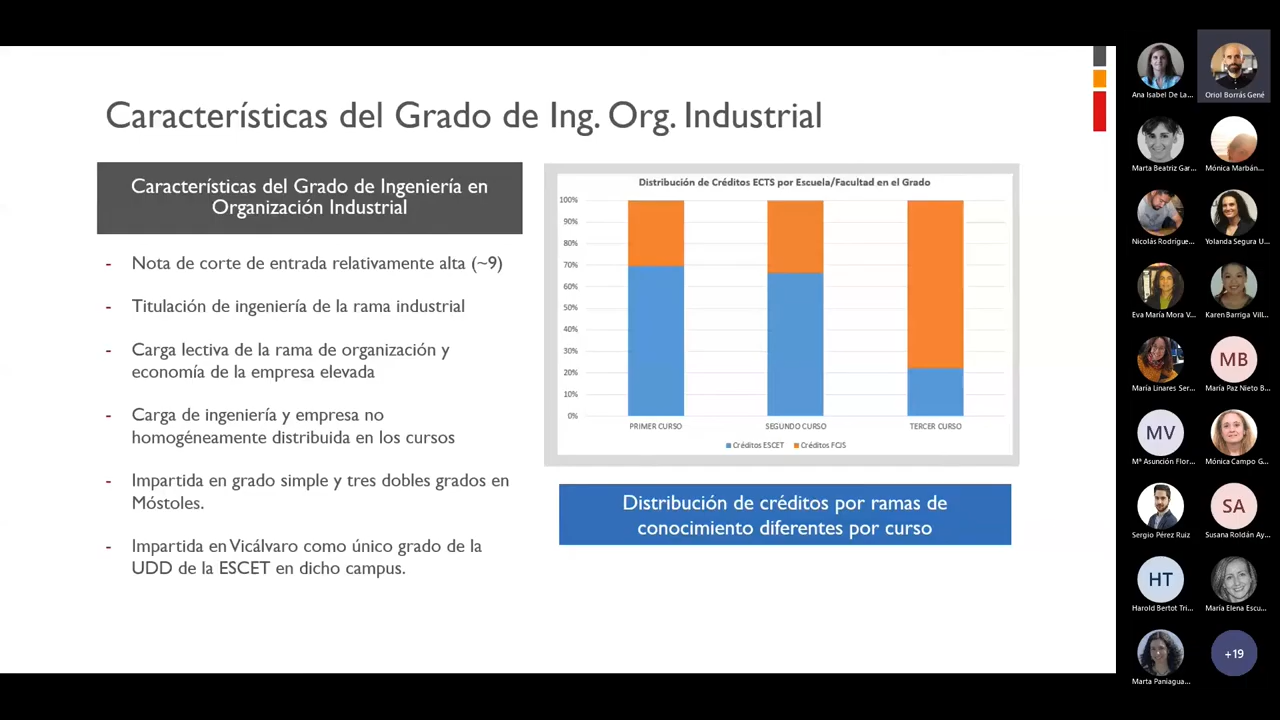 Características del Grado de Ing. Org. Industrial
Características del Grado de Ingeniería en
Organización Industrial
- Nota de corte de entrada relativamente alta (~9)
- Titulación de ingeniería de la rama industrial
- Carga lectiva de la rama de organización y
economía de la empresa elevada
- Carga de ingeniería y empresa no
homogéneamente distribuida en los cursos
- Impartida en grado simple y tres dobles grados en
Móstoles.
- Impartida en Vicálvaro como único grado de la
UDD de la ESCET en dicho campus.
Distribución de Créditos ECTS por Escuela/Facultad en el Grado
100%
90%
80%
70%
60%
50%
40%
30%
20%
10%
0%
PRIMER CURSO SEGUNDO CURSO TERCER CURSO
Créditos ESCET Créditos FCJS
Distribución de créditos por ramas de
conocimiento diferentes por curso
Ana Isabel De La... Oriol Borrás Gené
Marta Beatriz Gar... Mónica Marbán...
Nicolás Rodrígue... Yolanda Segura U...
Eva María Mora V... Karen Barriga Vill...
MB
María Linares Ser... María Paz Nieto B...
MV
Mª Asunción Flor... Mónica Campo G...
SA
Sergio Pérez Ruiz Susana Roldán Ay...
HT
Harold Bertot Tri... María Elena Escu...
+19
Marta Paniagua...